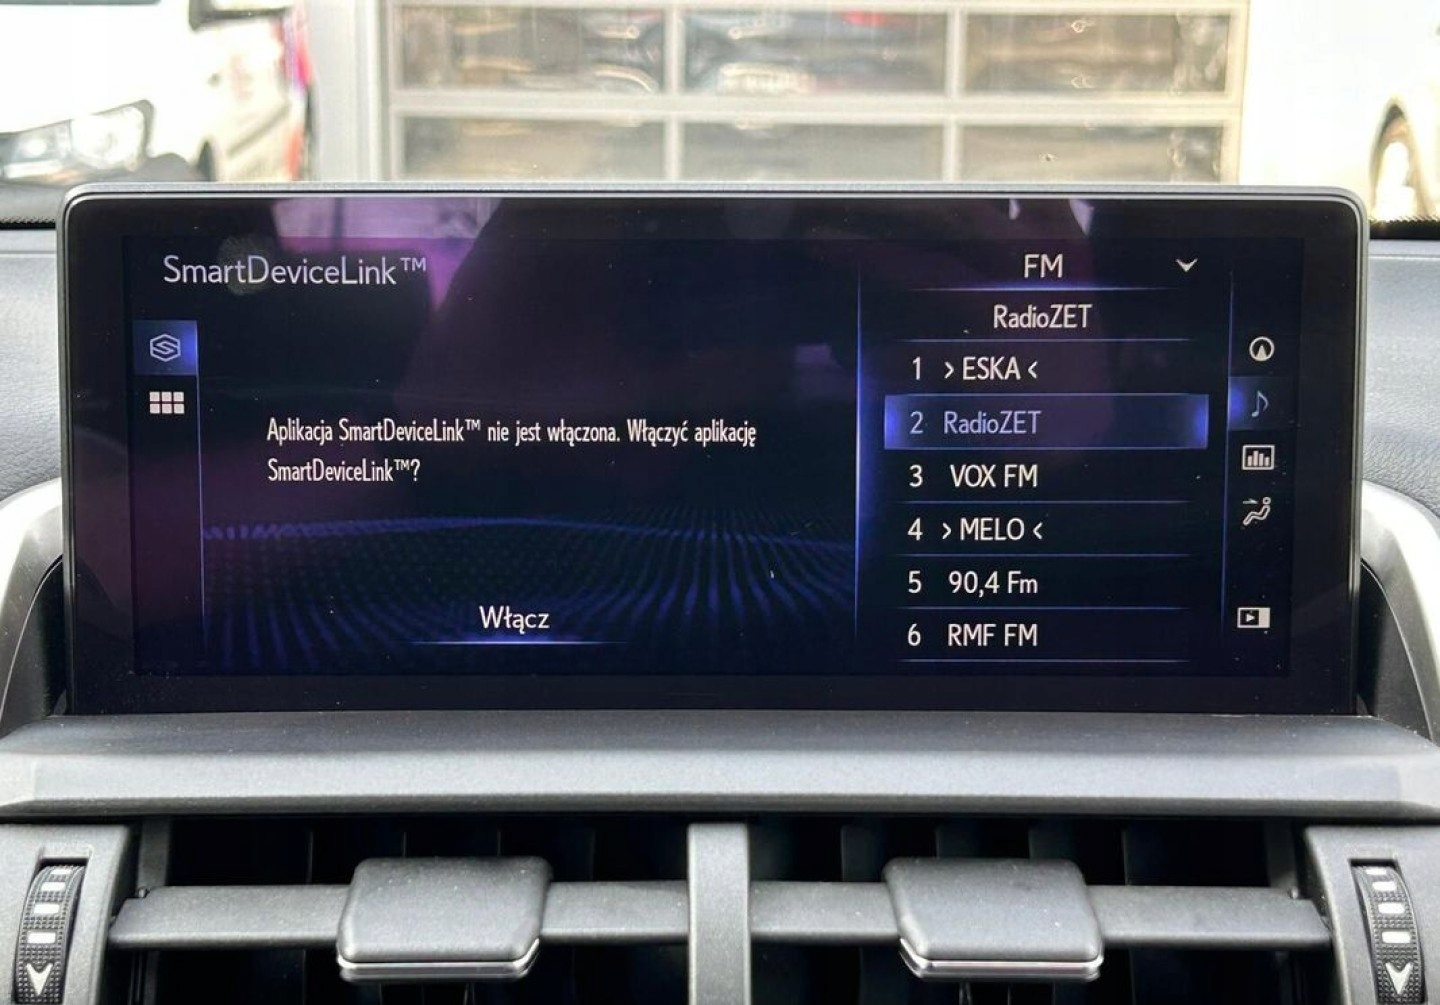 SmartDeviceLink™
Aplikacja SmartDeviceLink™ nie jest włączona. Włączyć aplikację
SmartDeviceLink™?
Włącz
FM
RadioZET
1 > ESKA <
2 RadioZET
3 VOX FM
4 > MELO <
5 90,4 Fm
6 RMF FM